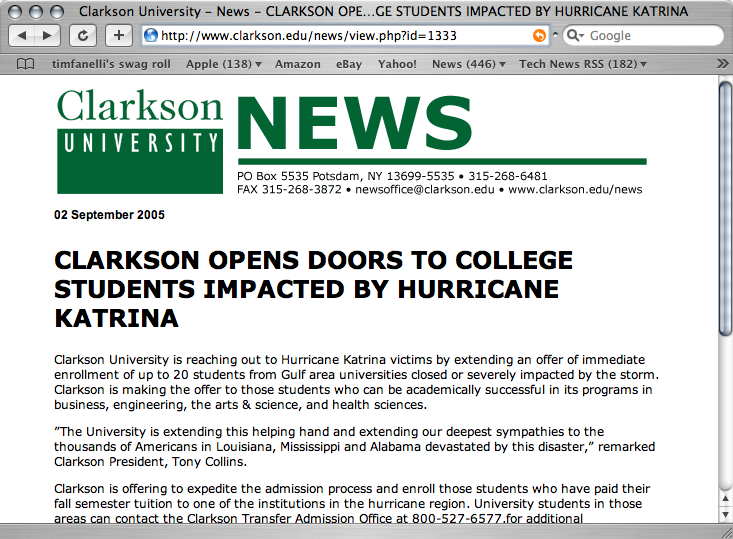 Clarkson University - News - CLARKSON OPE...GE STUDENTS IMPACTED BY HURRICANE KATRINA
http://www.clarkson.edu/news/view.php?id=1333
Google
timfanelli's swag roll Apple (138) Amazon eBay Yahoo! News (446) Tech News RSS (182)
Clarkson
UNIVERSITY
NEWS
PO Box 5535 Potsdam, NY 13699-5535 • 315-268-6481
FAX 315-268-3872 • newsoffice@clarkson.edu • www.clarkson.edu/news
02 September 2005
CLARKSON OPENS DOORS TO COLLEGE
STUDENTS IMPACTED BY HURRICANE
KATRINA
Clarkson University is reaching out to Hurricane Katrina victims by extending an offer of immediate
enrollment of up to 20 students from Gulf area universities closed or severely impacted by the storm.
Clarkson is making the offer to those students who can be academically successful in its programs in
business, engineering, the arts & science, and health sciences.
"The University is extending this helping hand and extending our deepest sympathies to the
thousands of Americans in Louisiana, Mississippi and Alabama devastated by this disaster," remarked
Clarkson President, Tony Collins.
Clarkson is offering to expedite the admission process and enroll those students who have paid their
fall semester tuition to one of the institutions in the hurricane region. University students in those
areas can contact the Clarkson Transfer Admission Office at 800-527-6577.for additional